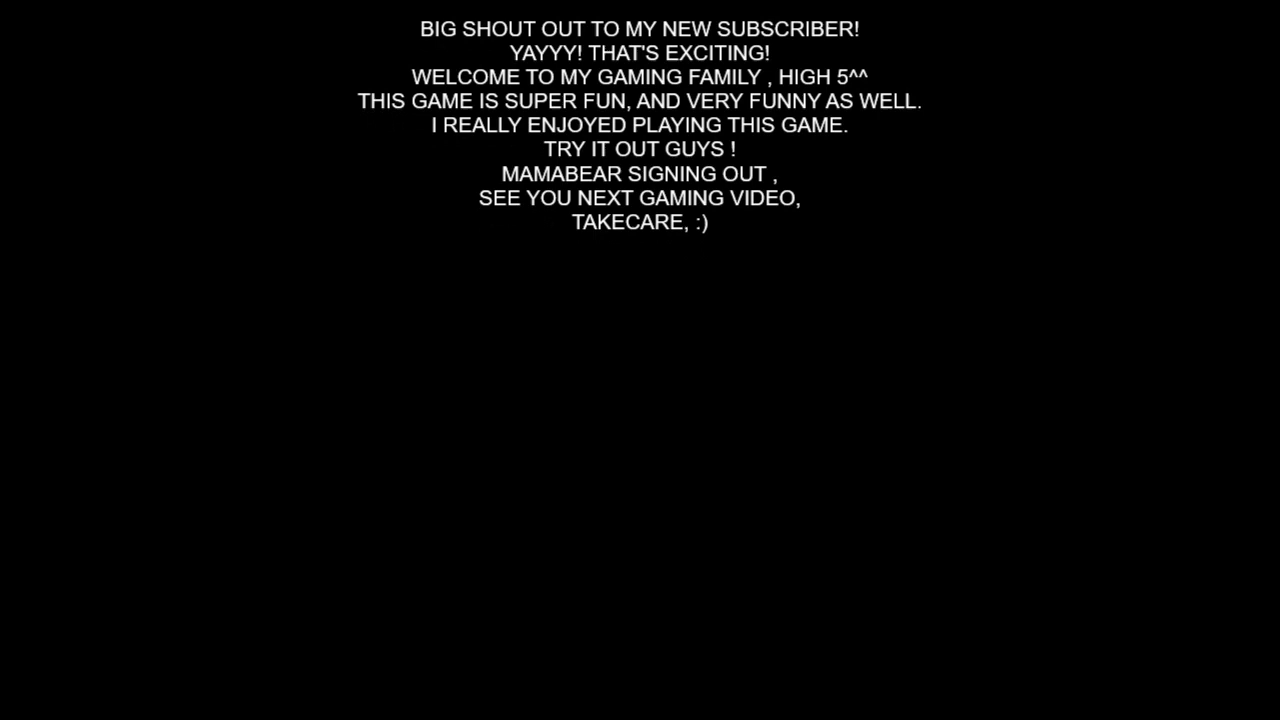 BIG SHOUT OUT TO MY NEW SUBSCRIBER!
YAYYY! THAT'S EXCITING!
WELCOME TO MY GAMING FAMILY , HIGH 5^^
THIS GAME IS SUPER FUN, AND VERY FUNNY AS WELL.
I REALLY ENJOYED PLAYING THIS GAME.
TRY IT OUT GUYS !
MAMABEAR SIGNING OUT ,
SEE YOU NEXT GAMING VIDEO,
TAKECARE, :)